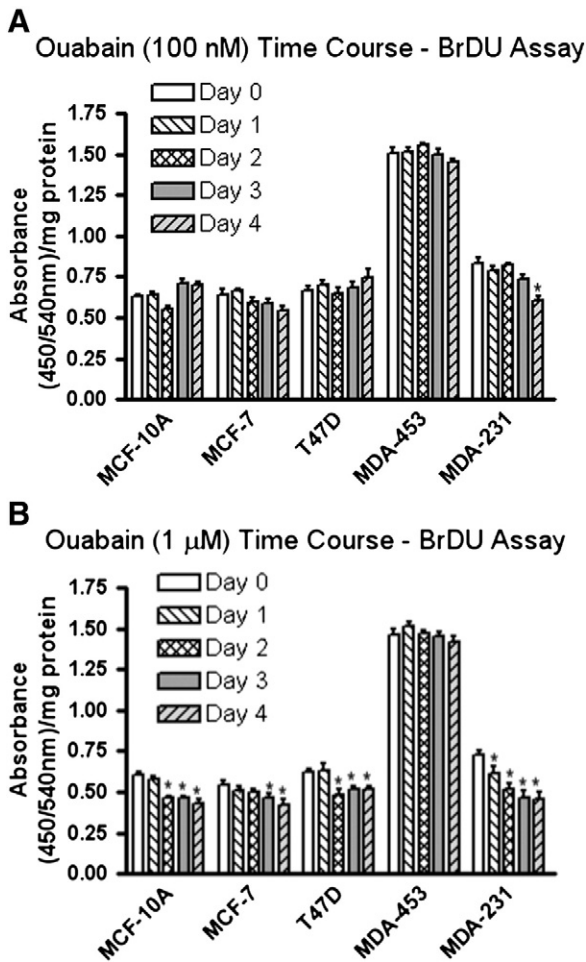 A
Ouabain (100 nM) Time Course - BrDU Assay
Day 0
Day 1
Day 2
Day 3
Day 4
Absorbance
(450/540nm)/mg protein
1.75
1.50
1.25
1.00
0.75
0.50
0.25
0.00
*
MCF-10A
MCF-7
T47D
MDA-453
MDA-231
B
Ouabain (1 μM) Time Course - BrDU Assay
Day 0
Day 1
Day 2
Day 3
Day 4
Absorbance
(450/540nm)/mg protein
1.75
1.50
1.25
1.00
0.75
0.50
0.25
0.00
* * *
* *
* * *
* * * *
MCF-10A
MCF-7
T47D
MDA-453
MDA-231